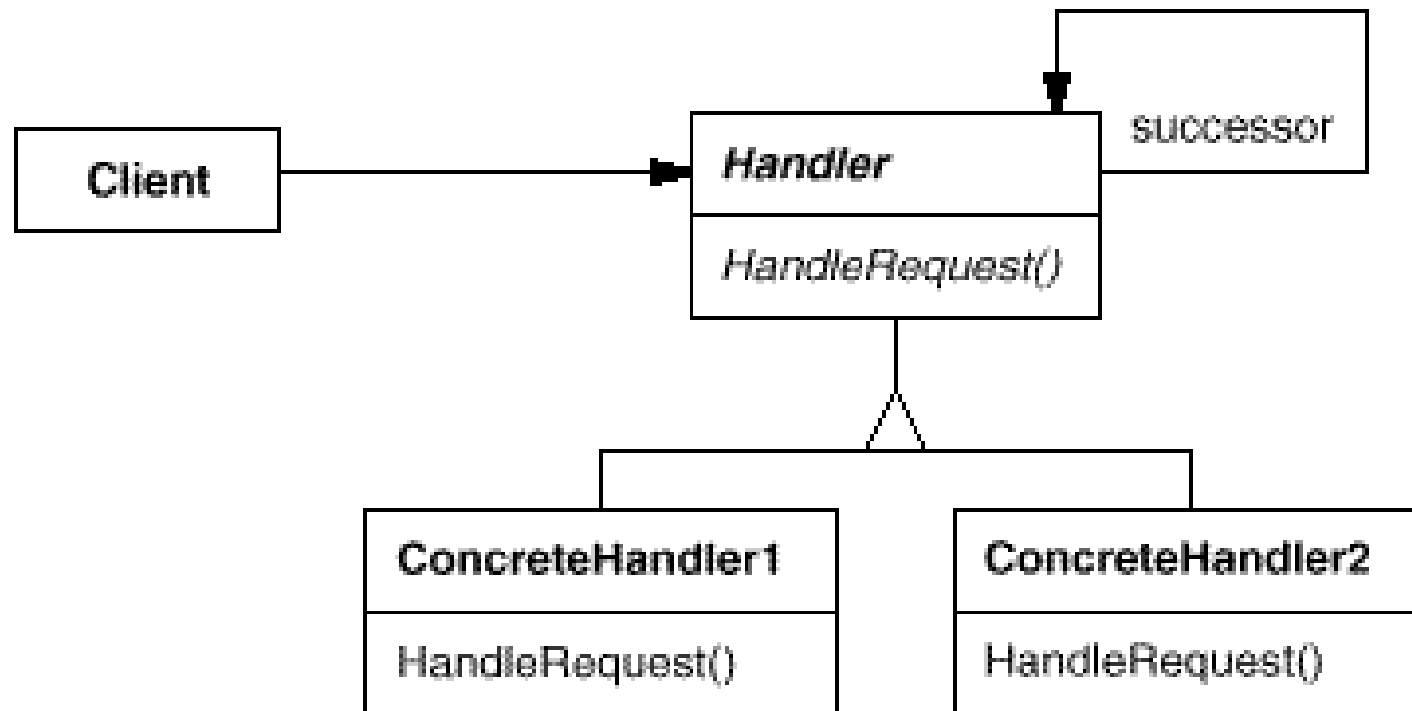 successor
Client
Handler
HandleRequest()
ConcreteHandler1
ConcreteHandler2
HandleRequest()
HandleRequest()